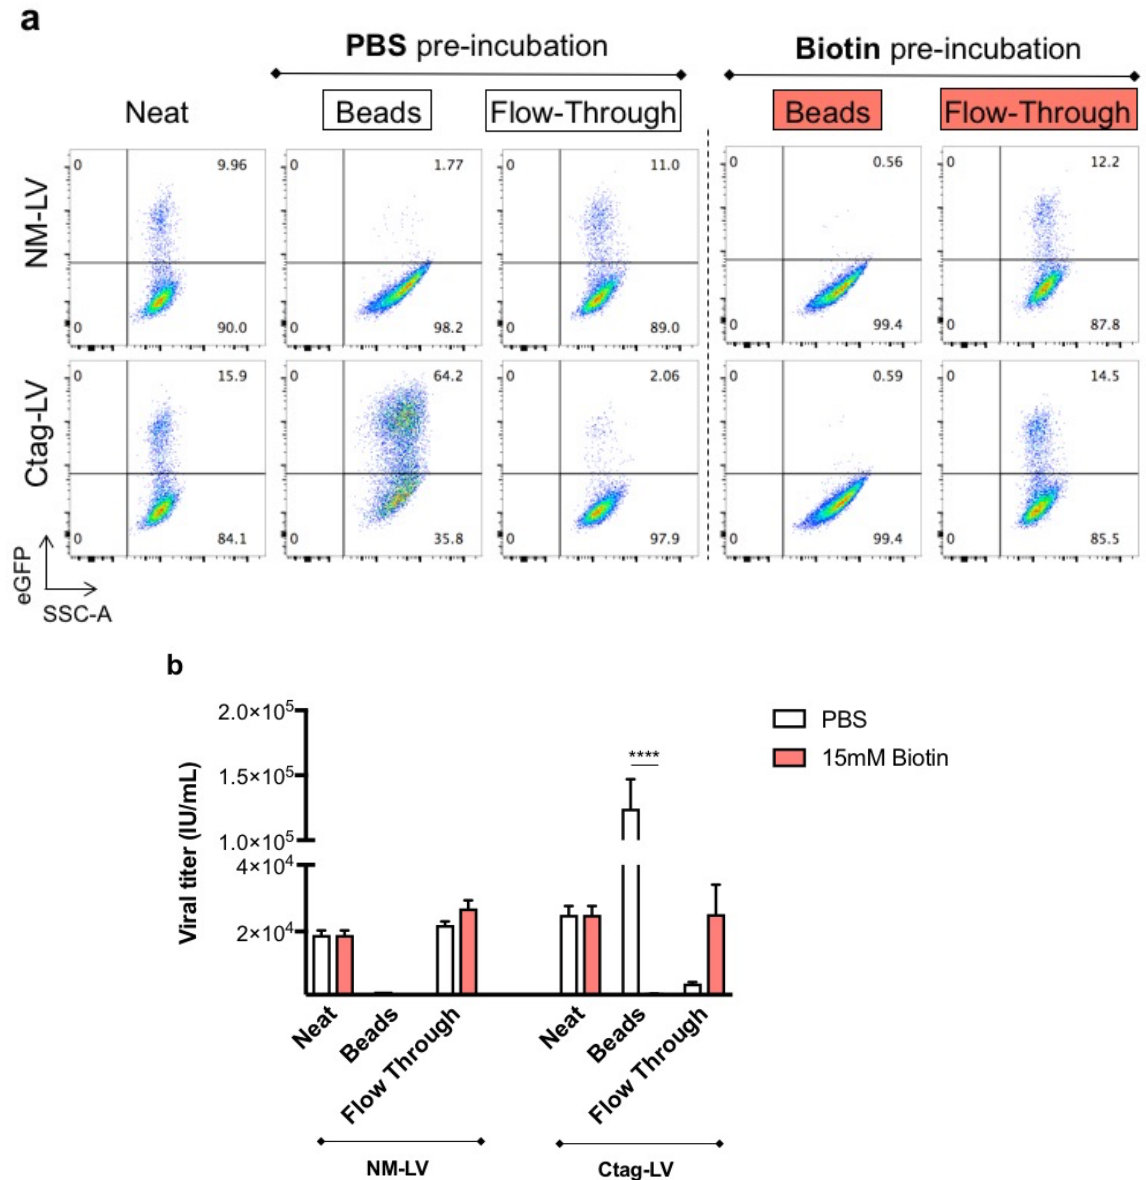 a
PBS pre-incubation
Biotin pre-incubation
Neat
Beads
Flow-Through
Beads
Flow-Through
NM-LV
0 9.96
0 90.0
0 1.77
0 98.2
0 11.0
0 89.0
0 0.56
0 99.4
0 12.2
0 87.8
Ctag-LV
0 15.9
0 84.1
0 64.2
0 35.8
0 2.06
0 97.9
0 0.59
0 99.4
0 14.5
0 85.5
eGFP
SSC-A
b
Viral titer (IU/mL)
2.0×10⁵
1.5×10⁵
1.0×10⁵
4×10⁴
2×10⁴
****
PBS
15mM Biotin
Neat
Beads
Flow Through
Neat
Beads
Flow Through
NM-LV
Ctag-LV